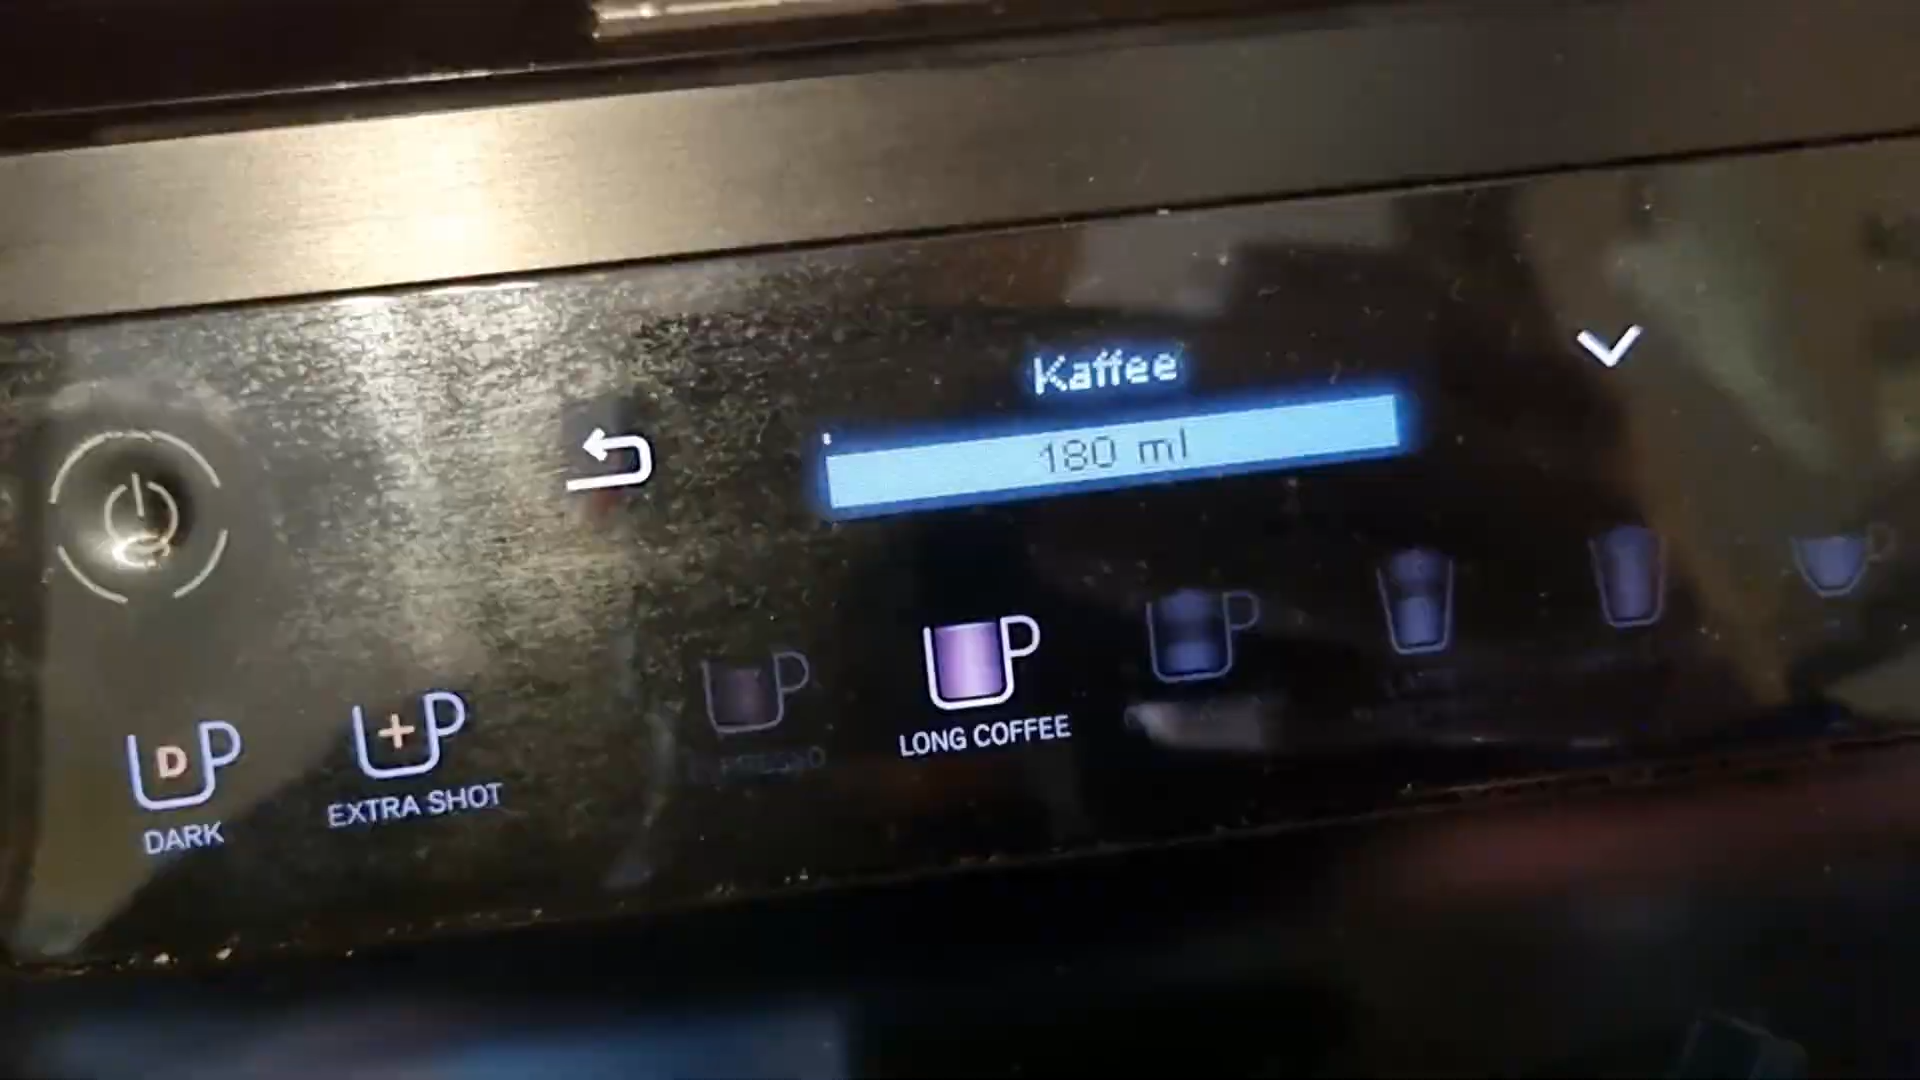 Kaffee
180 ml
LONG COFFEE
D
DARK
+
EXTRA SHOT